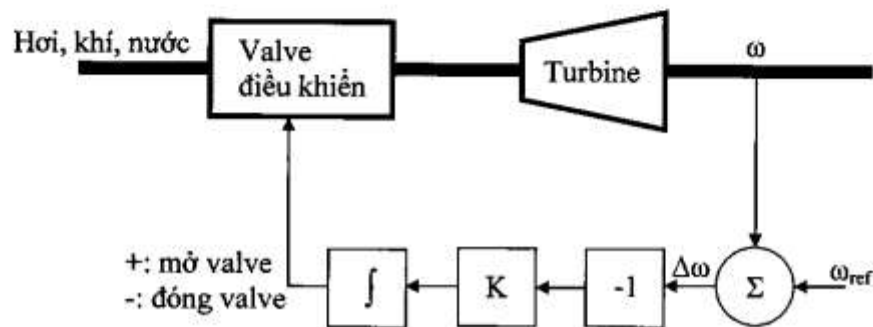 Hơi, khí, nước
Valve
điều khiển
Turbine
ω
+: mở valve
-: đóng valve
∫
K
-1
Δω
Σ
ω_ref